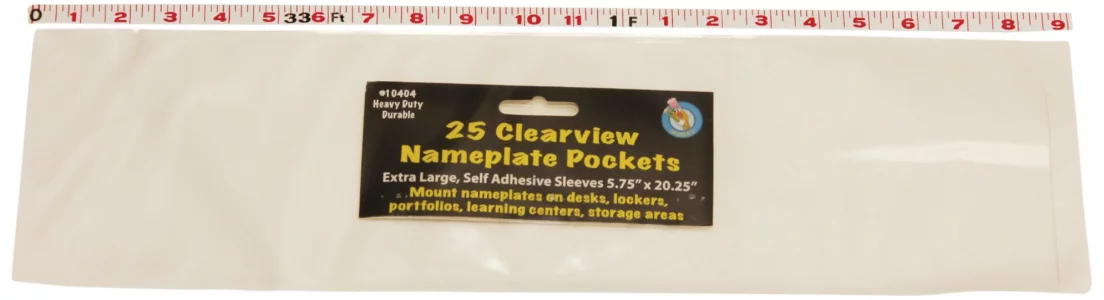 0 1 2 3 4 5 336 Ft 7 8 9 10 11 1 F 1 2 3 4 5 6 7 8 9
#10404
Heavy Duty
Durable
25 Clearview
Nameplate Pockets
Extra Large, Self Adhesive Sleeves 5.75" x 20.25"
Mount nameplates on desks, lockers,
portfolios, learning centers, storage areas